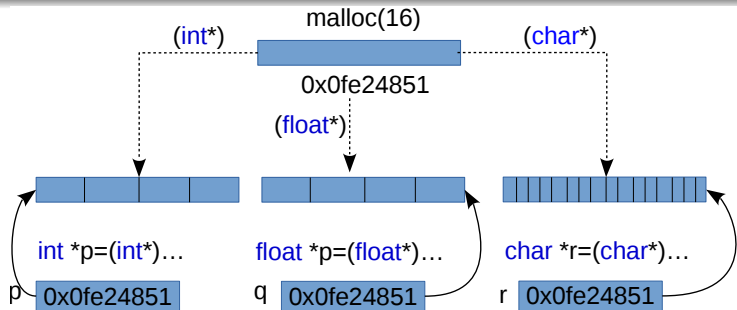 malloc(16)
(int*)
(char*)
0x0fe24851
(float*)
int *p=(int*)…
float *p=(float*)…
char *r=(char*)…
p 0x0fe24851
q 0x0fe24851
r 0x0fe24851